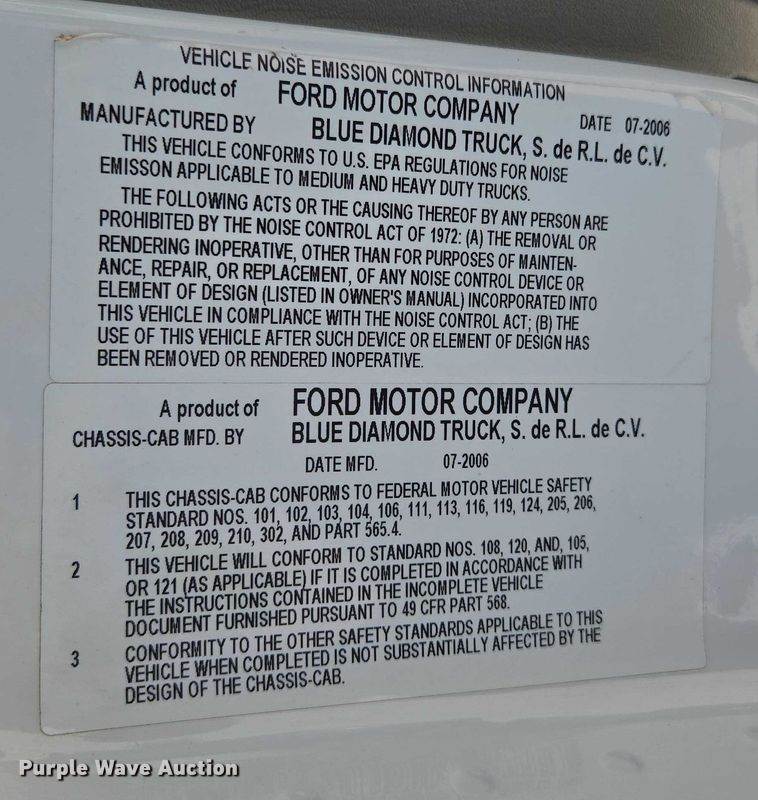 VEHICLE NOISE EMISSION CONTROL INFORMATION
A product of FORD MOTOR COMPANY DATE 07-2006
MANUFACTURED BY BLUE DIAMOND TRUCK, S. de R.L. de C.V.
THIS VEHICLE CONFORMS TO U.S. EPA REGULATIONS FOR NOISE
EMISSON APPLICABLE TO MEDIUM AND HEAVY DUTY TRUCKS.
THE FOLLOWING ACTS OR THE CAUSING THEREOF BY ANY PERSON ARE
PROHIBITED BY THE NOISE CONTROL ACT OF 1972: (A) THE REMOVAL OR
RENDERING INOPERATIVE, OTHER THAN FOR PURPOSES OF MAINTEN-
ANCE, REPAIR, OR REPLACEMENT, OF ANY NOISE CONTROL DEVICE OR
ELEMENT OF DESIGN (LISTED IN OWNER'S MANUAL) INCORPORATED INTO
THIS VEHICLE IN COMPLIANCE WITH THE NOISE CONTROL ACT; (B) THE
USE OF THIS VEHICLE AFTER SUCH DEVICE OR ELEMENT OF DESIGN HAS
BEEN REMOVED OR RENDERED INOPERATIVE.
A product of FORD MOTOR COMPANY
CHASSIS-CAB MFD. BY BLUE DIAMOND TRUCK, S. de R.L. de C.V.
DATE MFD. 07-2006
1 THIS CHASSIS-CAB CONFORMS TO FEDERAL MOTOR VEHICLE SAFETY
STANDARD NOS. 101, 102, 103, 104, 106, 111, 113, 116, 119, 124, 205, 206,
207, 208, 209, 210, 302, AND PART 565.4.
2 THIS VEHICLE WILL CONFORM TO STANDARD NOS. 108, 120, AND, 105,
OR 121 (AS APPLICABLE) IF IT IS COMPLETED IN ACCORDANCE WITH
THE INSTRUCTIONS CONTAINED IN THE INCOMPLETE VEHICLE
DOCUMENT FURNISHED PURSUANT TO 49 CFR PART 568.
3 CONFORMITY TO THE OTHER SAFETY STANDARDS APPLICABLE TO THIS
VEHICLE WHEN COMPLETED IS NOT SUBSTANTIALLY AFFECTED BY THE
DESIGN OF THE CHASSIS-CAB.
Purple Wave Auction